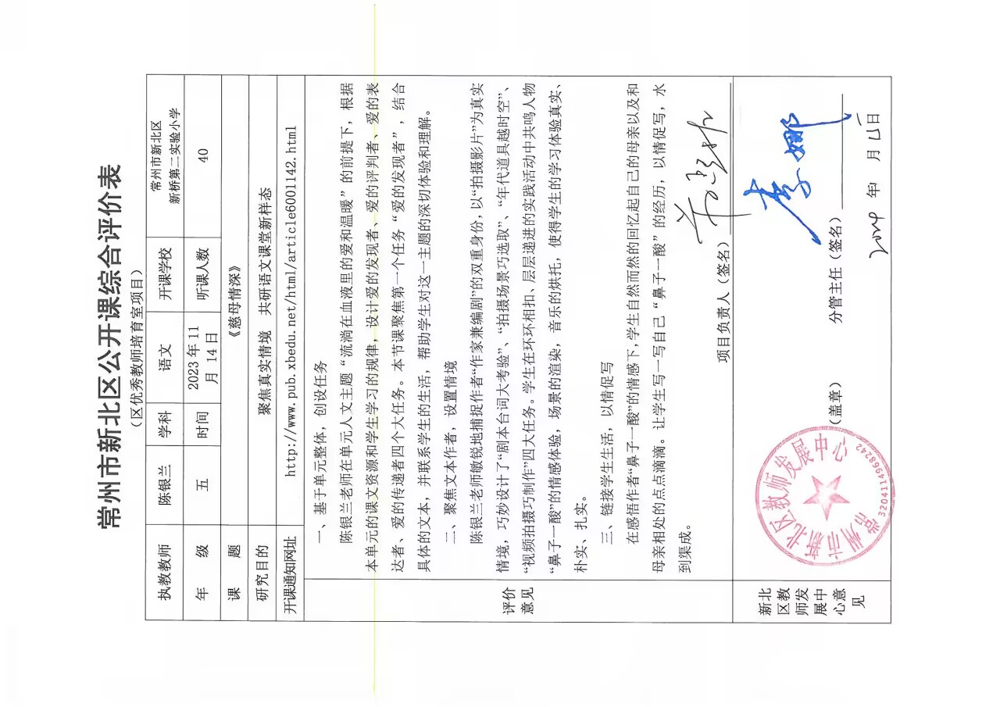 常州市新北区公开课综合评价表
（区优秀教师培育室项目）
执教教师 陈银兰 学科 语文 开课学校 常州市新北区
新桥第二实验小学
年 级 五 时间 2023 年 11
月 14 日 听课人数 40
课 题 《慈母情深》
研究目的 聚焦真实情境 共研语文课堂新样态
开课通知网址 http://www.pub.xbedu.net/html/article6001142.html
评价
意见
一、基于单元整体，创设任务
陈银兰老师在单元人文主题“流淌在血液里的爱和温暖”的前提下，根据
本单元的课文资源和学生学习的规律，设计爱的发现者、爱的评判者、爱的表
达者、爱的传递者四个大任务。本节课聚焦第一个任务“爱的发现者”，结合
具体的文本，并联系学生的生活，帮助学生对这一主题的深切体验和理解。
二、聚焦文本作者，设置情境
陈银兰老师敏锐地捕捉作者“作家兼编剧”的双重身份，以“拍摄影片”为真实
情境，巧妙设计了“剧本台词大考验”、“拍摄场景巧选取”、“年代道具越时空”、
“视频拍摄巧制作”四大任务。学生在环环相扣、层层递进的实践活动中共鸣人物
“鼻子一酸”的情感体验，场景的渲染，音乐的烘托，使得学生的学习体验真实、
朴实、扎实。
三、链接学生生活，以情促写
在感悟作者“鼻子一酸”的情感下，学生自然而然的回忆起自己的母亲以及和
母亲相处的点点滴滴。让学生写一写自己“鼻子一酸”的经历，以情促写，水
到渠成。
项目负责人（签名）
新北
区教
师发
展中
心意
见
（盖章） 分管主任（签名） 李娜
2024 年 月 日
常州市新北区教师发展中心
3204114968242